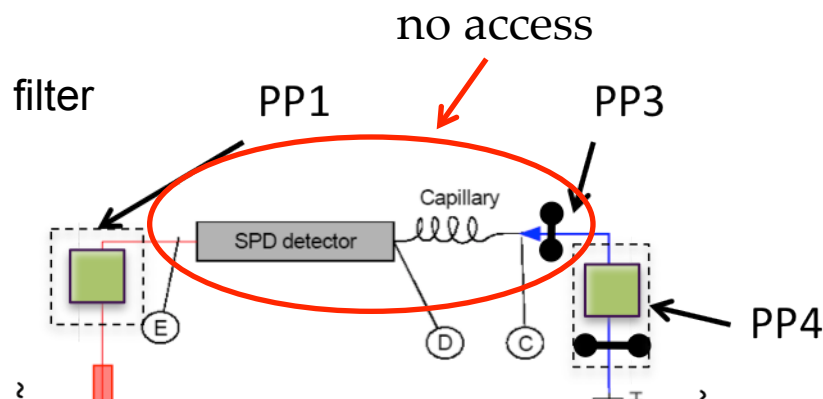 no access
filter
PP1
PP3
Capillary
SPD detector
E
D
C
PP4
T